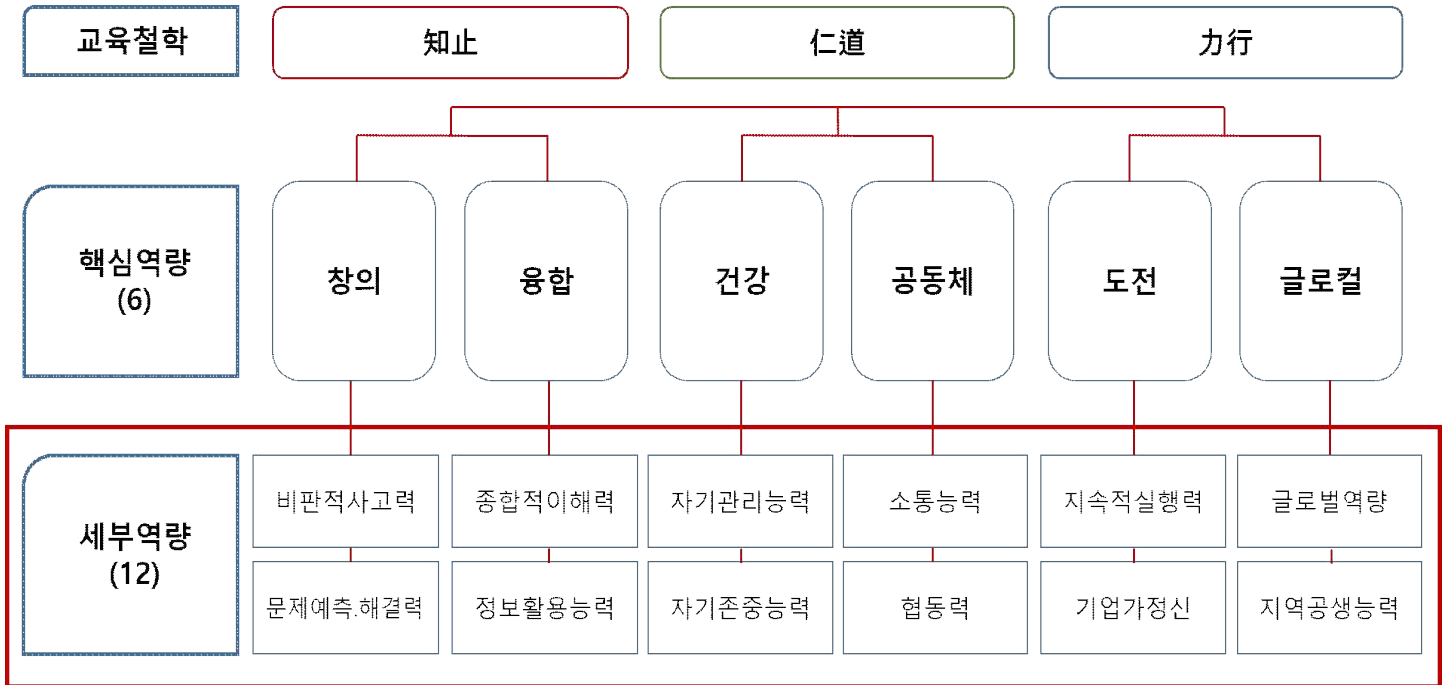 교육철학
知止
仁道
力行
핵심역량
(6)
창의
융합
건강
공동체
도전
글로컬
세부역량
(12)
비판적사고력
종합적이해력
자기관리능력
소통능력
지속적실행력
글로벌역량
문제예측.해결력
정보활용능력
자기존중능력
협동력
기업가정신
지역공생능력